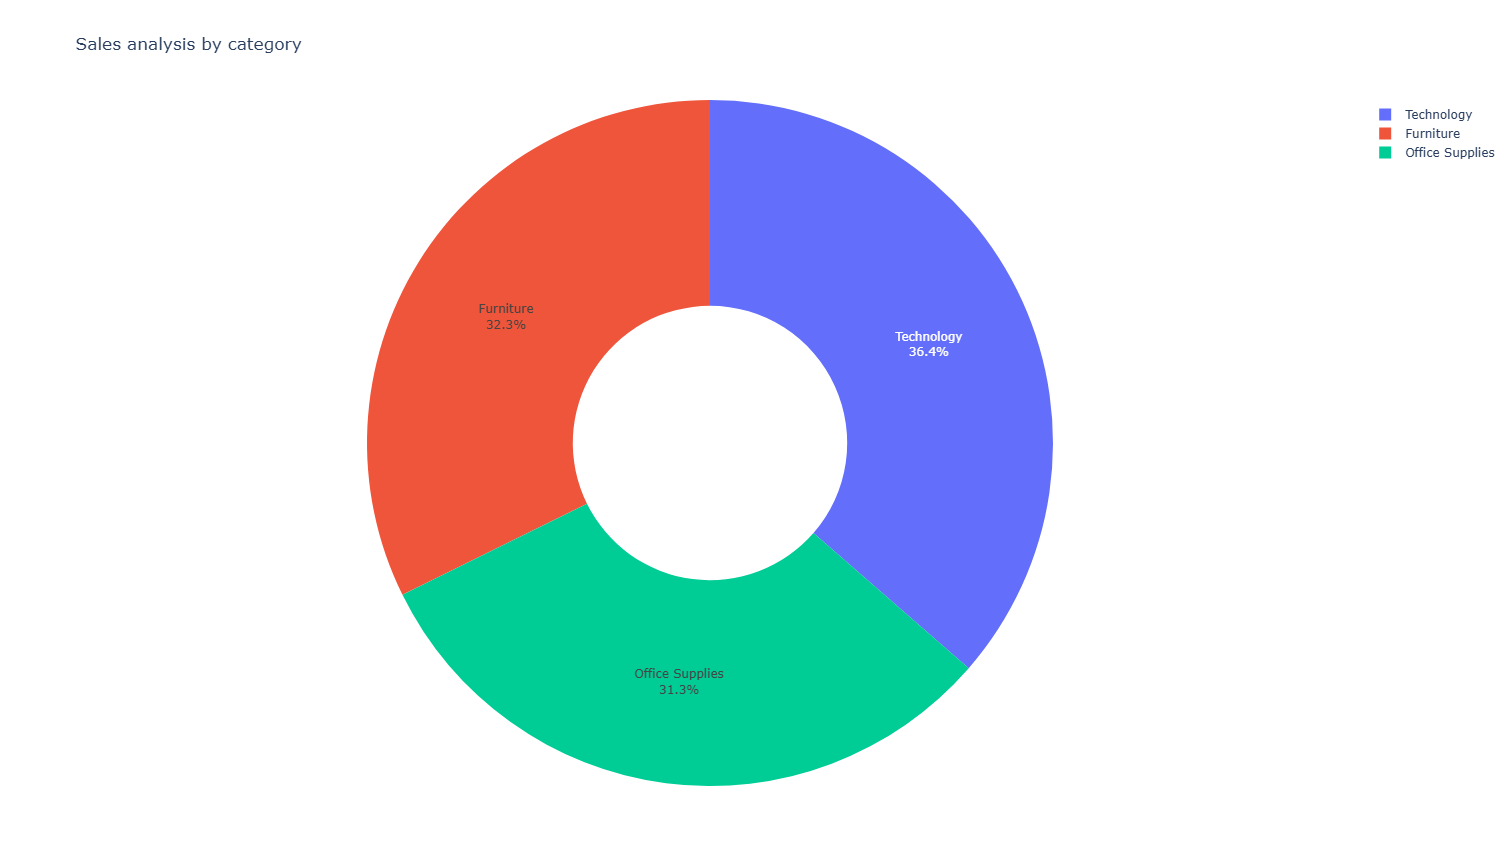 Sales analysis by category
Technology
Furniture
Office Supplies
Furniture
32.3%
Technology
36.4%
Office Supplies
31.3%